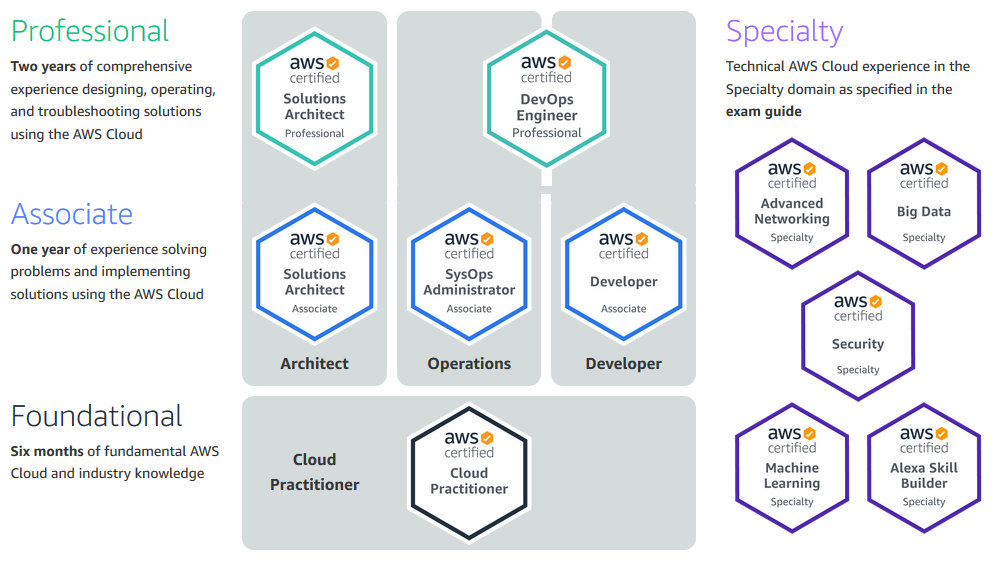 Professional
Two years of comprehensive
experience designing, operating,
and troubleshooting solutions
using the AWS Cloud
aws
certified
Solutions
Architect
Professional
aws
certified
DevOps
Engineer
Professional
Associate
One year of experience solving
problems and implementing
solutions using the AWS Cloud
aws
certified
Solutions
Architect
Associate
Architect
aws
certified
SysOps
Administrator
Associate
Operations
aws
certified
Developer
Associate
Developer
Foundational
Six months of fundamental AWS
Cloud and industry knowledge
Cloud
Practitioner
aws
certified
Cloud
Practitioner
Specialty
Technical AWS Cloud experience in the
Specialty domain as specified in the
exam guide
aws
certified
Advanced
Networking
Specialty
aws
certified
Big Data
Specialty
aws
certified
Security
Specialty
aws
certified
Machine
Learning
Specialty
aws
certified
Alexa Skill
Builder
Specialty